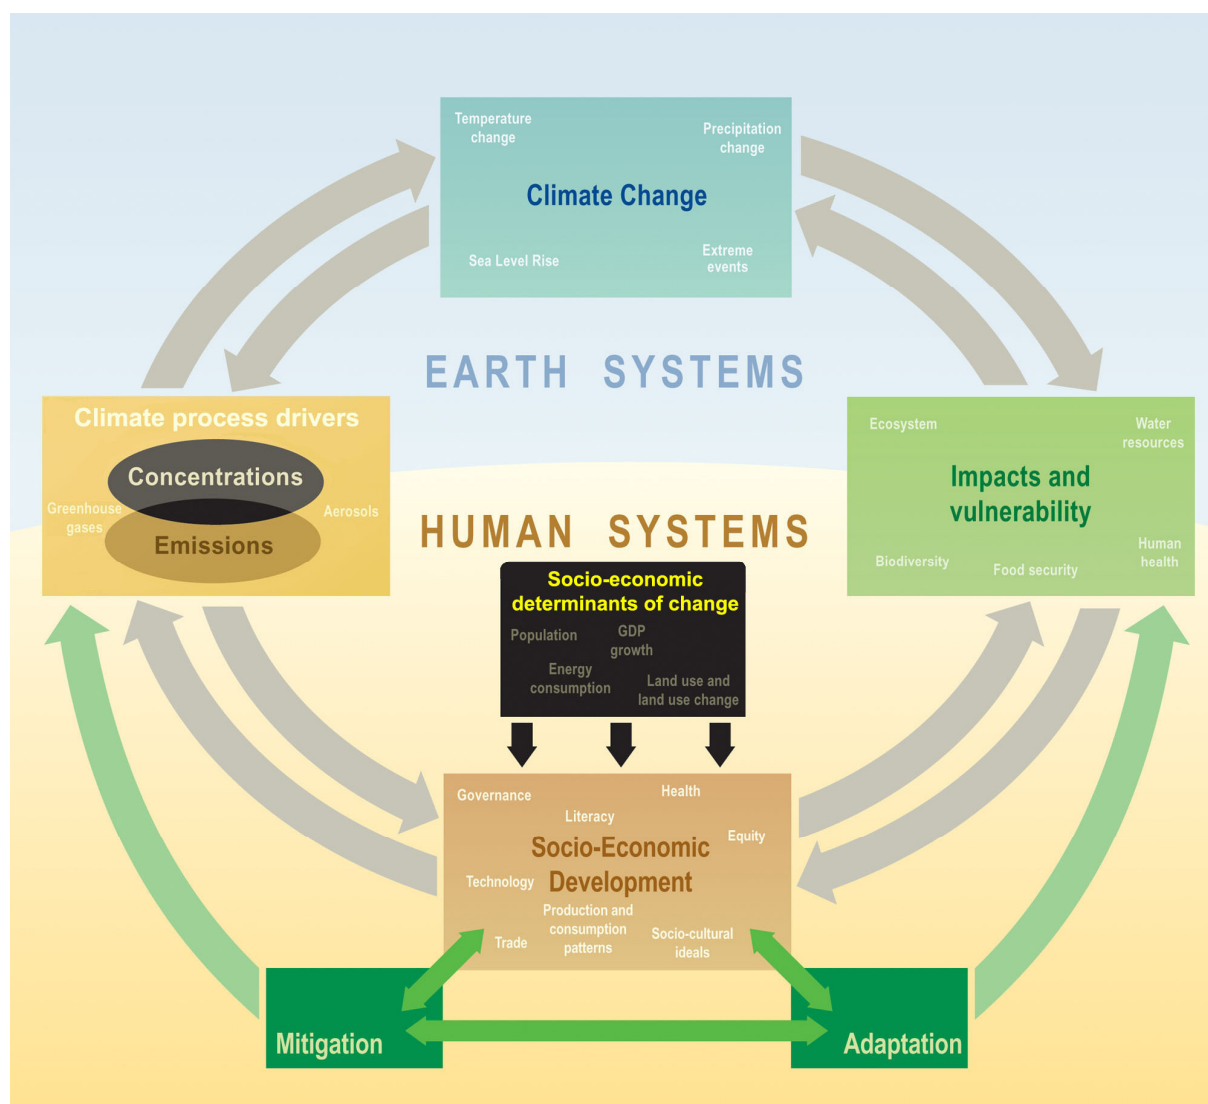 Temperature
change
Precipitation
change
Climate Change
Sea Level Rise
Extreme
events
EARTH SYSTEMS
Climate process drivers
Concentrations
Greenhouse
gases
Aerosols
Emissions
Ecosystem
Water
resources
Impacts and
vulnerability
Biodiversity
Food security
Human
health
HUMAN SYSTEMS
Socio-economic
determinants of change
Population
GDP
growth
Energy
consumption
Land use and
land use change
Governance
Health
Literacy
Equity
Socio-Economic
Development
Technology
Production and
consumption
patterns
Trade
Socio-cultural
ideals
Mitigation
Adaptation